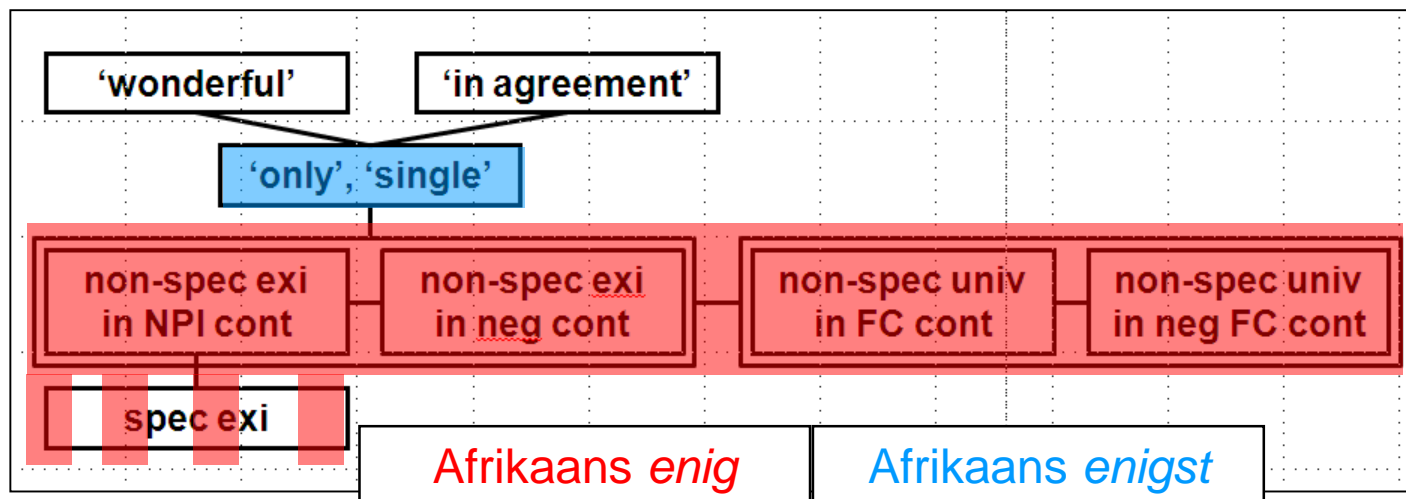 ‘wonderful’ ‘in agreement’
‘only’, ‘single’
non-spec exi non-spec exi non-spec univ non-spec univ
in NPI cont in neg cont in FC cont in neg FC cont
spec exi
Afrikaans enig Afrikaans enigst